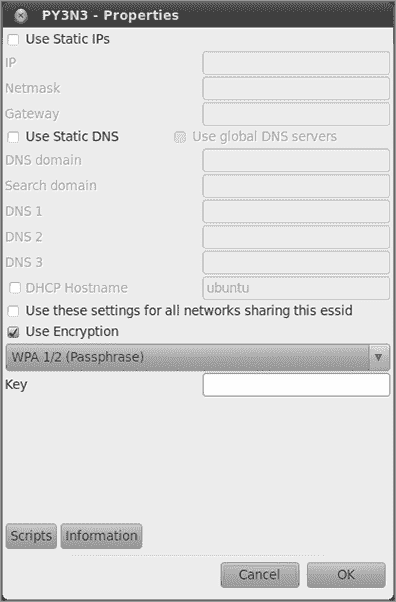 PY3N3 - Properties
Use Static IPs
IP
Netmask
Gateway
Use Static DNS Use global DNS servers
DNS domain
Search domain
DNS 1
DNS 2
DNS 3
DHCP Hostname ubuntu
Use these settings for all networks sharing this essid
Use Encryption
WPA 1/2 (Passphrase)
Key
Scripts Information
Cancel OK